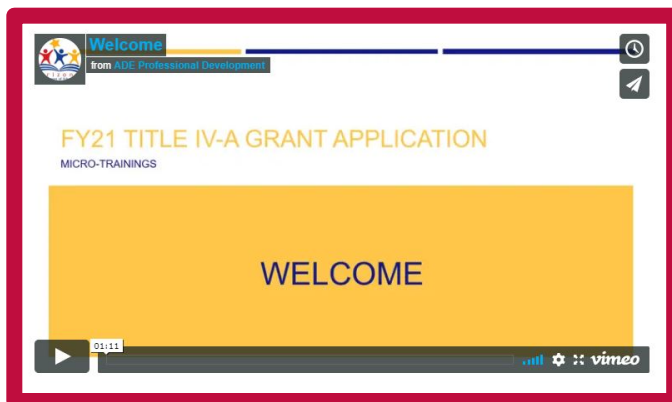 Welcome
from ADE Professional Development
FY21 TITLE IV-A GRANT APPLICATION
MICRO-TRAININGS
WELCOME
01:11
vimeo